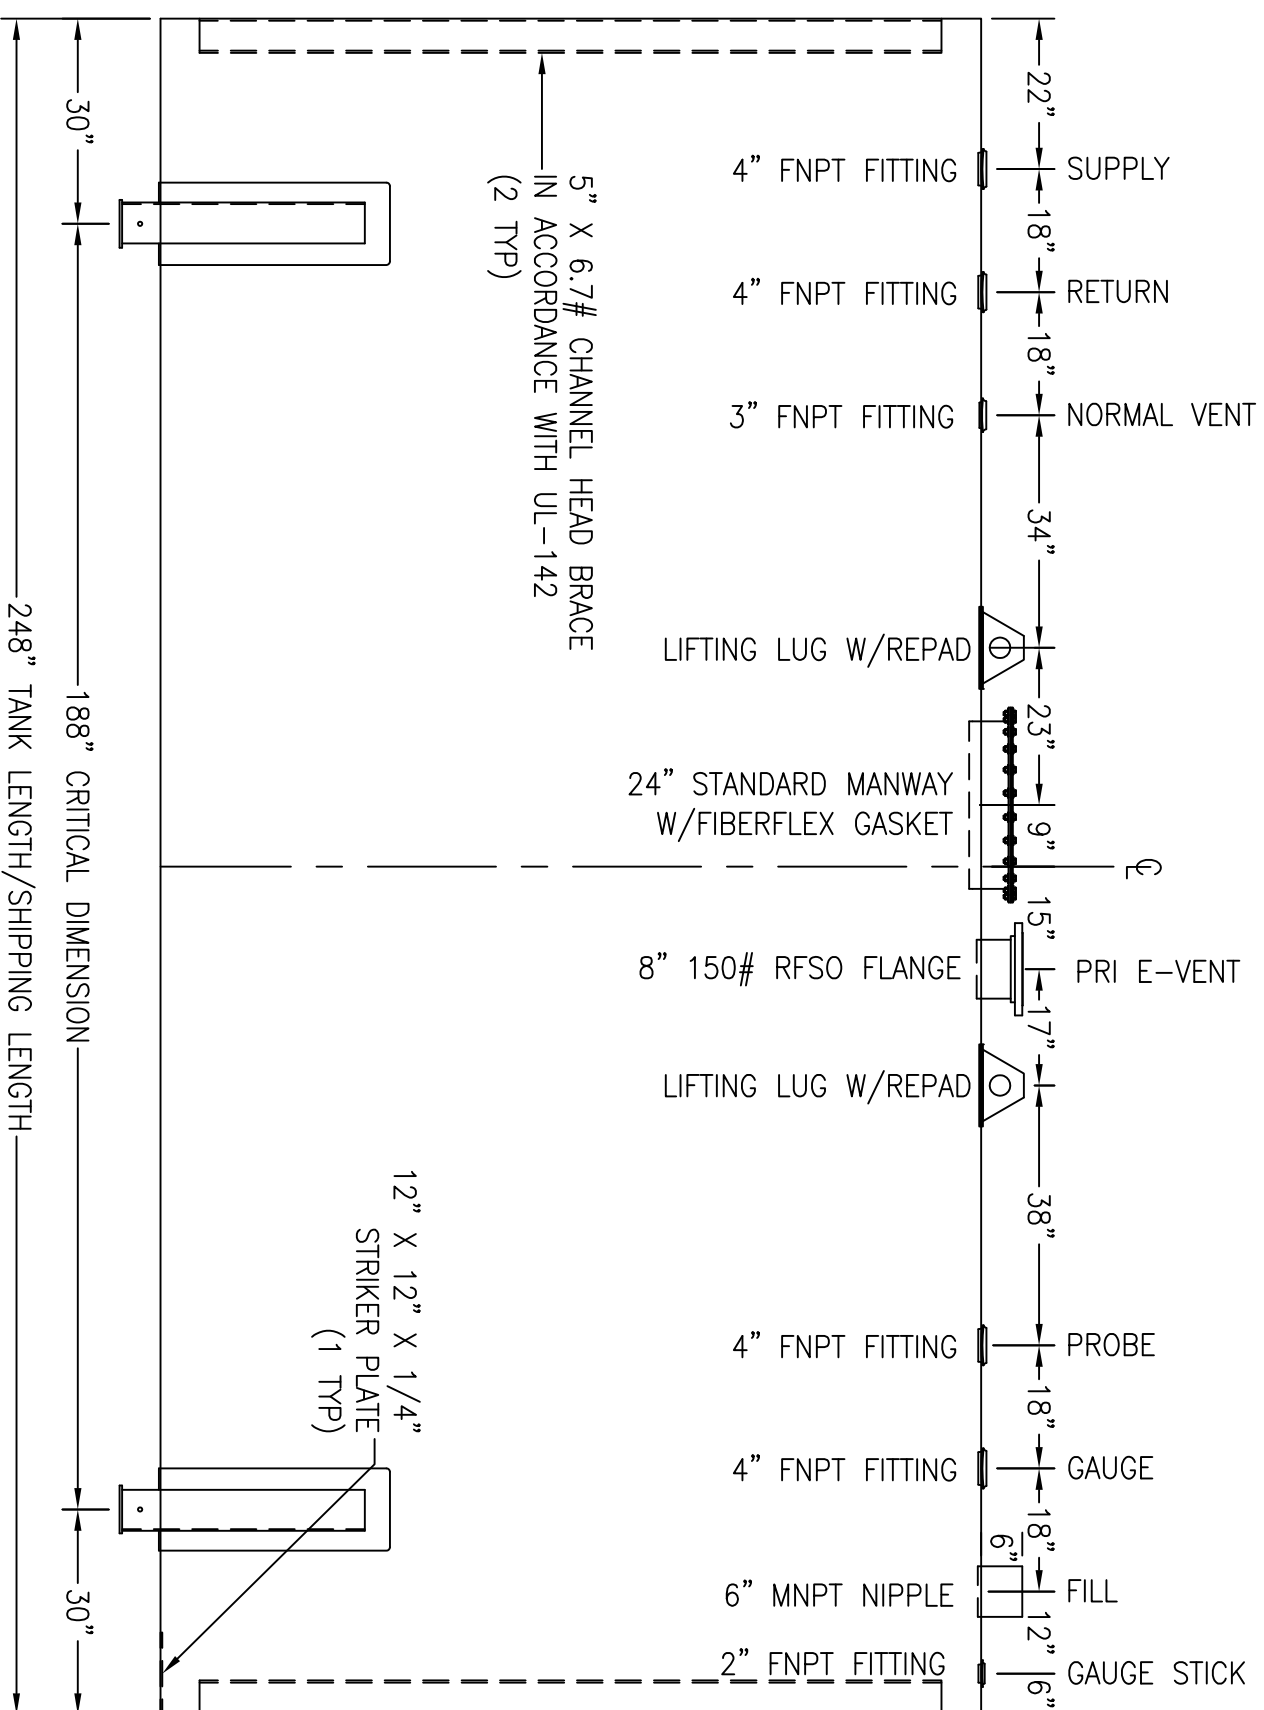 22"
4" FNPT FITTING
SUPPLY
18"
4" FNPT FITTING
RETURN
18"
3" FNPT FITTING
NORMAL VENT
34"
LIFTING LUG W/REPAD
23"
24" STANDARD MANWAY
W/FIBERFLEX GASKET
9"
CL
15"
8" 150# RFSO FLANGE
PRI E-VENT
17"
LIFTING LUG W/REPAD
38"
4" FNPT FITTING
PROBE
18"
4" FNPT FITTING
GAUGE
18"
6"
6" MNPT NIPPLE
FILL
12"
2" FNPT FITTING
GAUGE STICK
6"
5" X 6.7# CHANNEL HEAD BRACE
IN ACCORDANCE WITH UL-142
(2 TYP)
12" X 12" X 1/4"
STRIKER PLATE
(1 TYP)
30"
188" CRITICAL DIMENSION
30"
248" TANK LENGTH/SHIPPING LENGTH